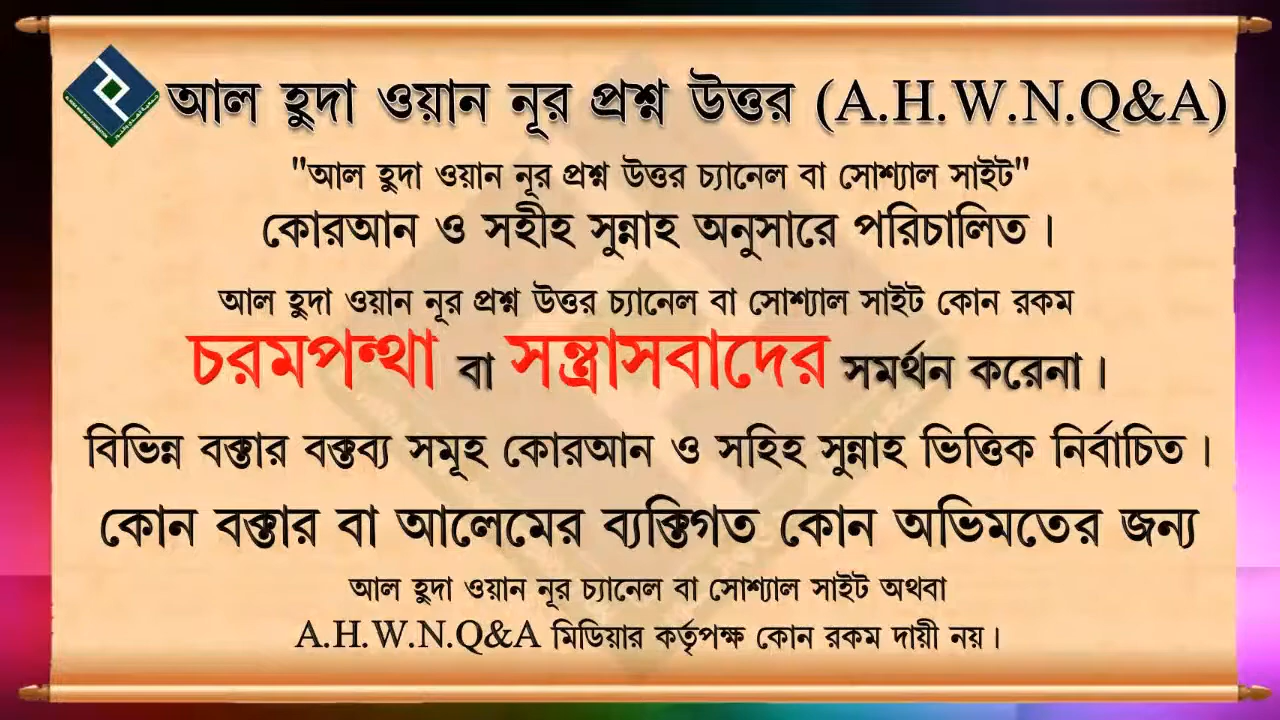 আল হুদা ওয়ান নূর প্রশ্ন উত্তর (A.H.W.N.Q&A)
"আল হুদা ওয়ান নূর প্রশ্ন উত্তর চ্যানেল বা সোশ্যাল সাইট"
কোরআন ও সহীহ সুন্নাহ অনুসারে পরিচালিত।
আল হুদা ওয়ান নূর প্রশ্ন উত্তর চ্যানেল বা সোশ্যাল সাইট কোন রকম
চরমপন্থা বা সন্ত্রাসবাদের সমর্থন করেনা।
বিভিন্ন বক্তার বক্তব্য সমূহ কোরআন ও সহিহ সুন্নাহ ভিত্তিক নির্বাচিত।
কোন বক্তার বা আলেমের ব্যক্তিগত কোন অভিমতের জন্য
আল হুদা ওয়ান নূর চ্যানেল বা সোশ্যাল সাইট অথবা
A.H.W.N.Q&A মিডিয়ার কর্তৃপক্ষ কোন রকম দায়ী নয়।